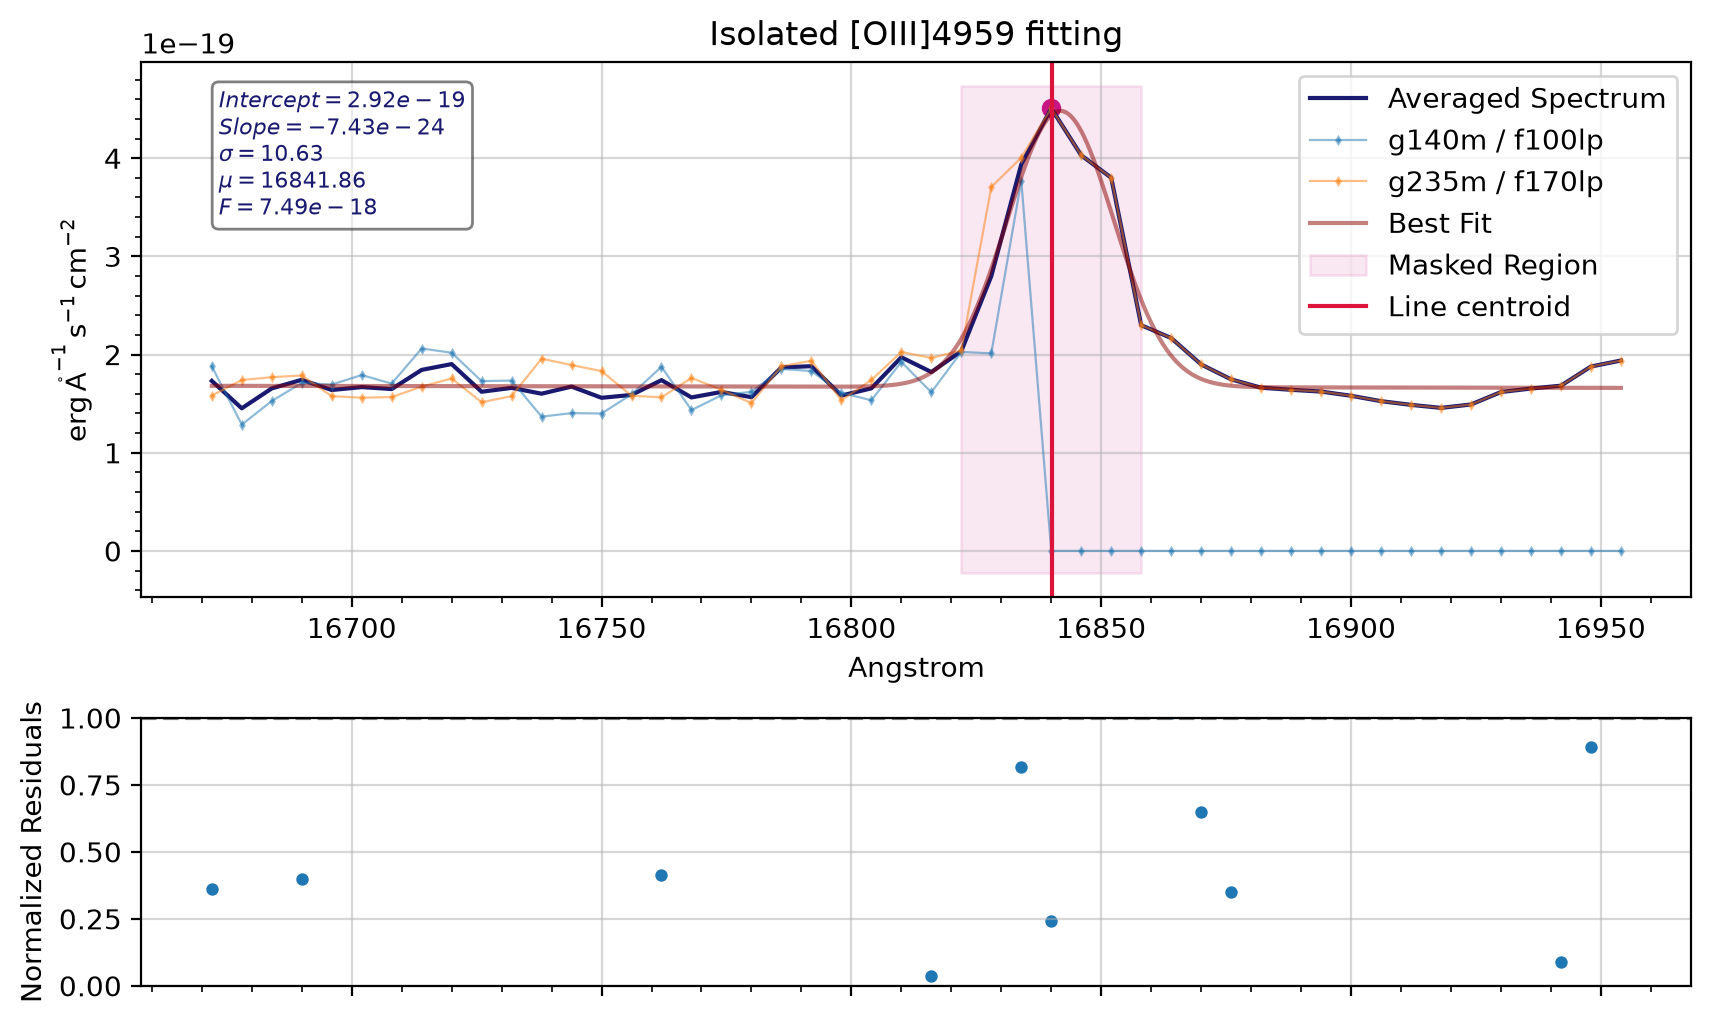 Isolated [OIII]4959 fitting
1e−19
Intercept = 2.92e − 19
Slope = −7.43e − 24
σ = 10.63
μ = 16841.86
F = 7.49e − 18
Averaged Spectrum
g140m / f100lp
g235m / f170lp
Best Fit
Masked Region
Line centroid
erg Å⁻¹ s⁻¹ cm⁻²
4
3
2
1
0
16700 16750 16800 16850 16900 16950
Angstrom
Normalized Residuals
1.00
0.75
0.50
0.25
0.00